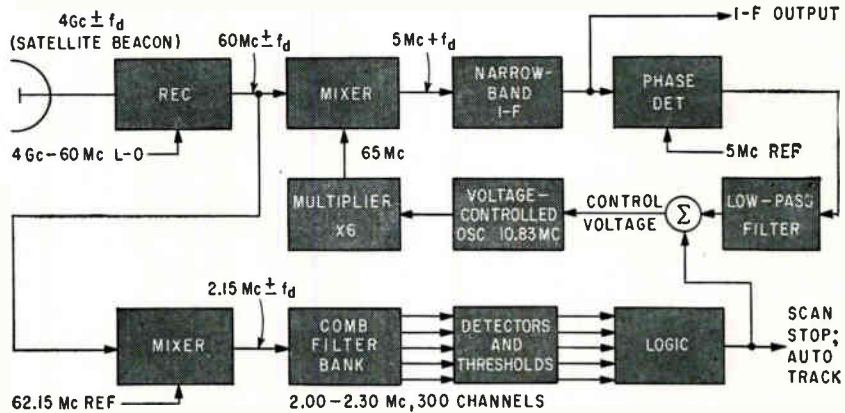 4Gc ± fd
(SATELLITE BEACON)
60Mc ± fd
5Mc + fd
I-F OUTPUT
REC
MIXER
NARROW-
BAND
I-F
PHASE
DET
4Gc-60 Mc L-O
65Mc
5Mc REF
MULTIPLIER
X6
VOLTAGE-
CONTROLLED
OSC 10.83MC
CONTROL
VOLTAGE
Σ
LOW-PASS
FILTER
2.15 Mc ± fd
MIXER
COMB
FILTER
BANK
DETECTORS
AND
THRESHOLDS
LOGIC
SCAN
STOP;
AUTO
TRACK
62.15 Mc REF
2.00-2.30 Mc, 300 CHANNELS